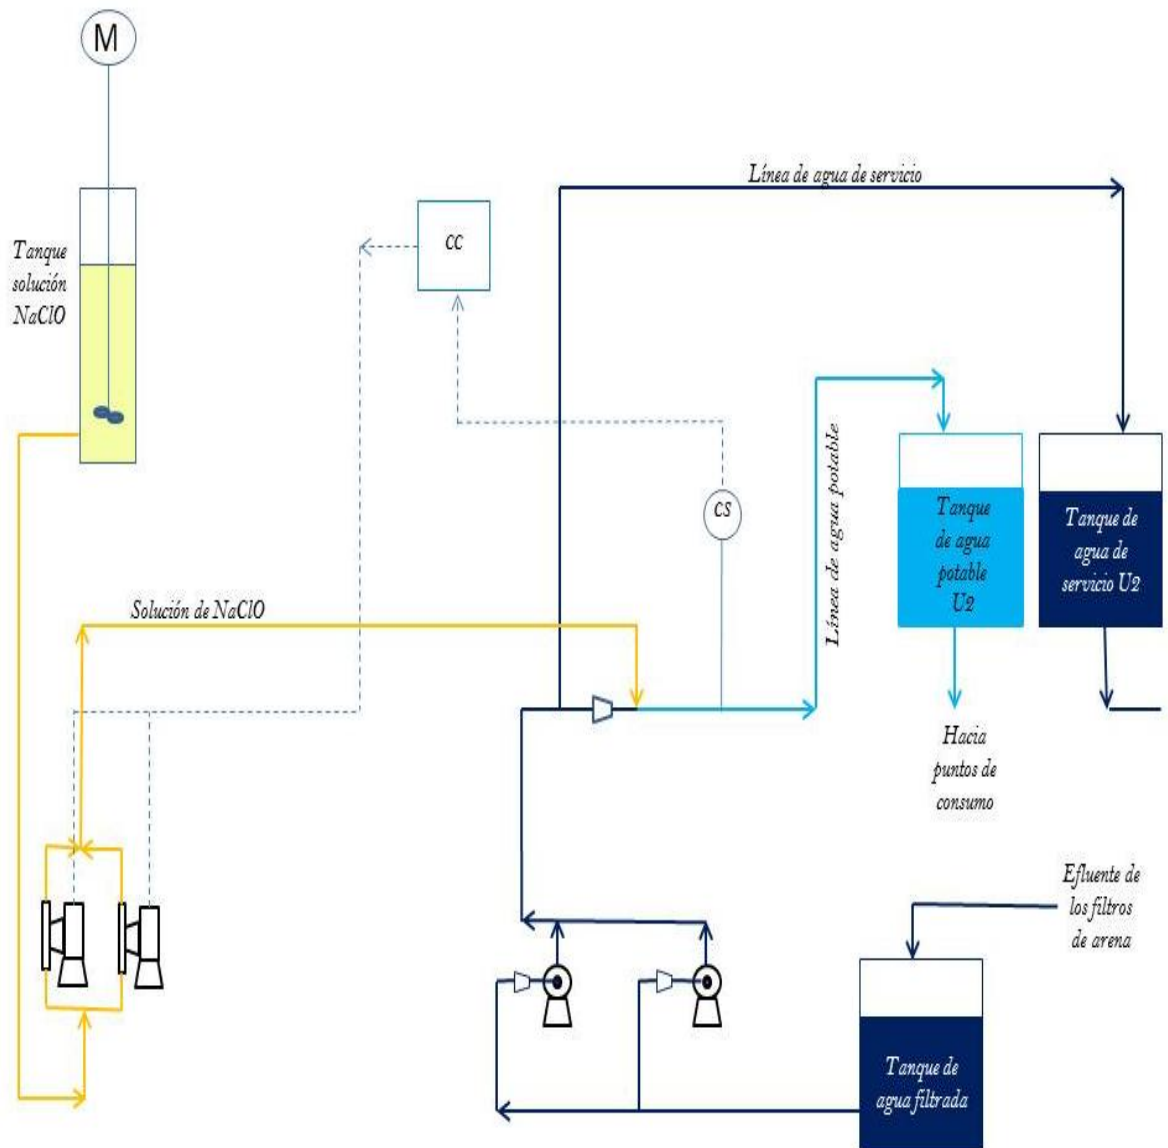 M
Línea de agua de servicio
Tanque
solución
NaClO
CC
CS
Línea de agua potable
Tanque
de agua
potable
U2
Tanque de
agua de
servicio U2
Solución de NaClO
Hacia
puntos de
consumo
Efluente de
los filtros
de arena
Tanque de
agua filtrada